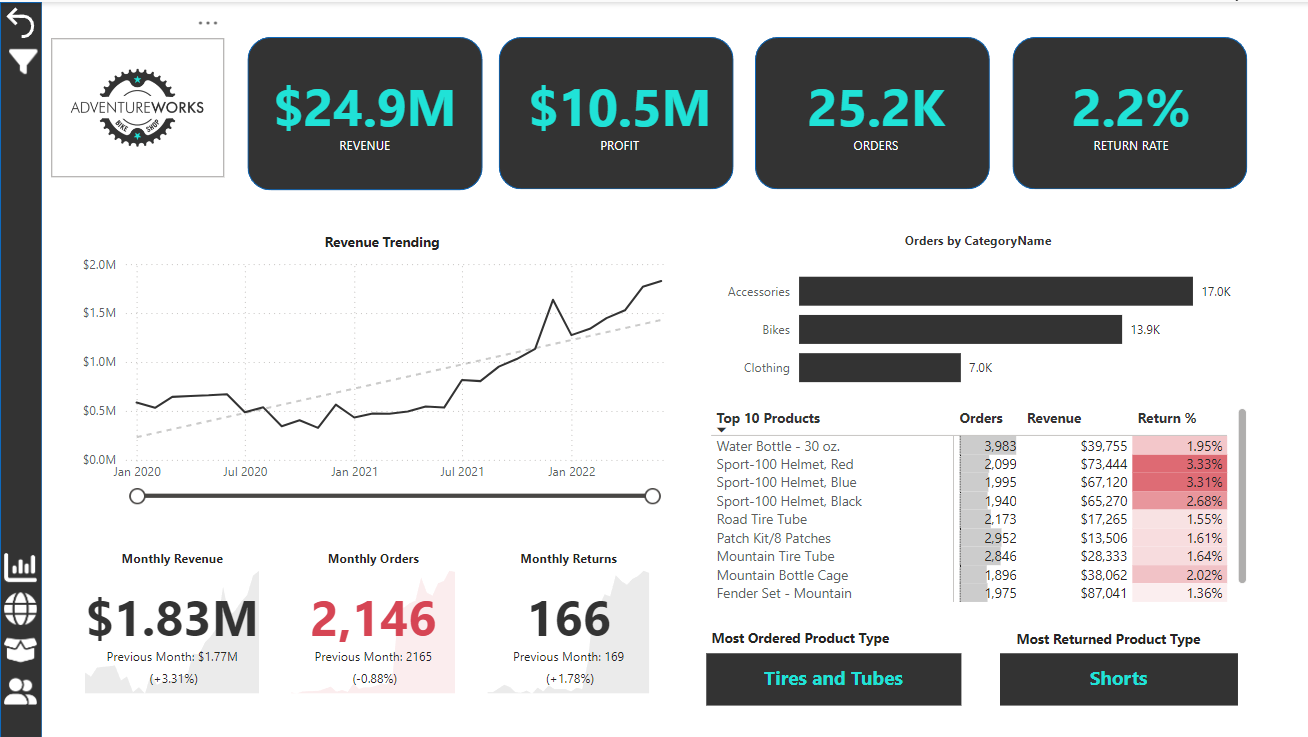 ADVENTUREWORKS
BIKE SHOP
$24.9M
REVENUE
$10.5M
PROFIT
25.2K
ORDERS
2.2%
RETURN RATE
Revenue Trending
$2.0M
$1.5M
$1.0M
$0.5M
$0.0M
Jan 2020 Jul 2020 Jan 2021 Jul 2021 Jan 2022
Orders by CategoryName
Accessories 17.0K
Bikes 13.9K
Clothing 7.0K
Top 10 Products Orders Revenue Return %
Water Bottle - 30 oz. 3,983 $39,755 1.95%
Sport-100 Helmet, Red 2,099 $73,444 3.33%
Sport-100 Helmet, Blue 1,995 $67,120 3.31%
Sport-100 Helmet, Black 1,940 $65,270 2.68%
Road Tire Tube 2,173 $17,265 1.55%
Patch Kit/8 Patches 2,952 $13,506 1.61%
Mountain Tire Tube 2,846 $28,333 1.64%
Mountain Bottle Cage 1,896 $38,062 2.02%
Fender Set - Mountain 1,975 $87,041 1.36%
Monthly Revenue
$1.83M
Previous Month: $1.77M
(+3.31%)
Monthly Orders
2,146
Previous Month: 2165
(-0.88%)
Monthly Returns
166
Previous Month: 169
(+1.78%)
Most Ordered Product Type
Tires and Tubes
Most Returned Product Type
Shorts